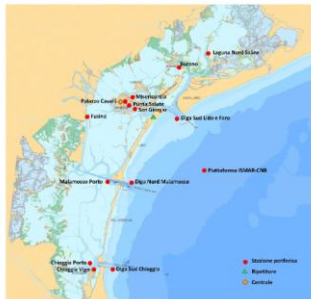 Laguna Nord Saline
Burano
Misericordia
Palazzo Cavalli
Punta Salute
San Giorgio
Fusina
Diga Sud Lido e Faro
Piattaforma ISMAR-CNR
Malamocco Porto
Diga Nord Malamocco
Chioggia Porto
Chioggia Vigo
Diga Sud Chioggia
Stazione periferica
Ripetitore
Centrale